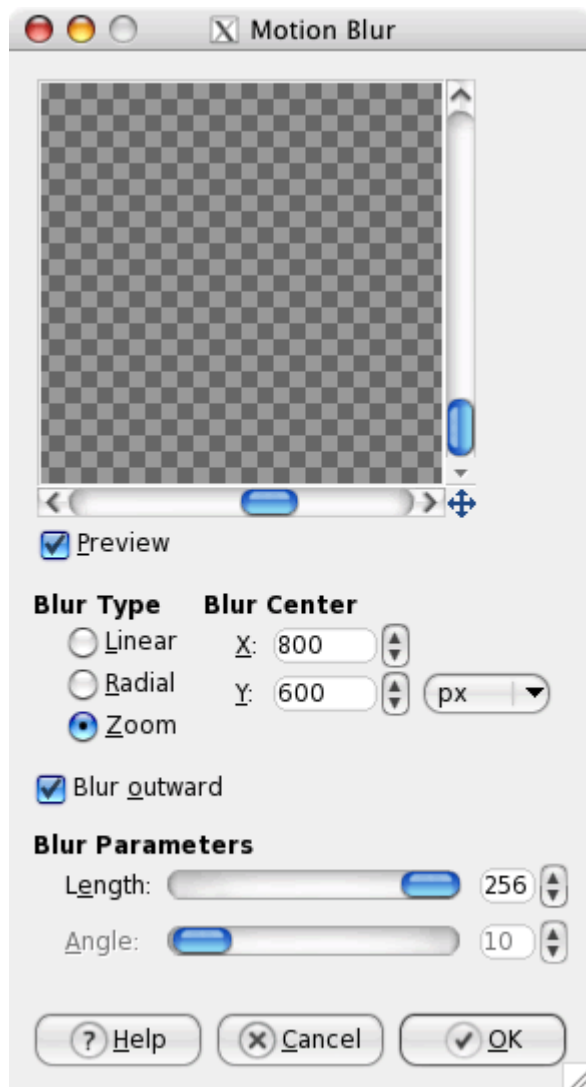 Motion Blur
Preview
Blur Type Blur Center
Linear X: 800
Radial Y: 600 px
Zoom
Blur outward
Blur Parameters
Length: 256
Angle: 10
Help Cancel OK